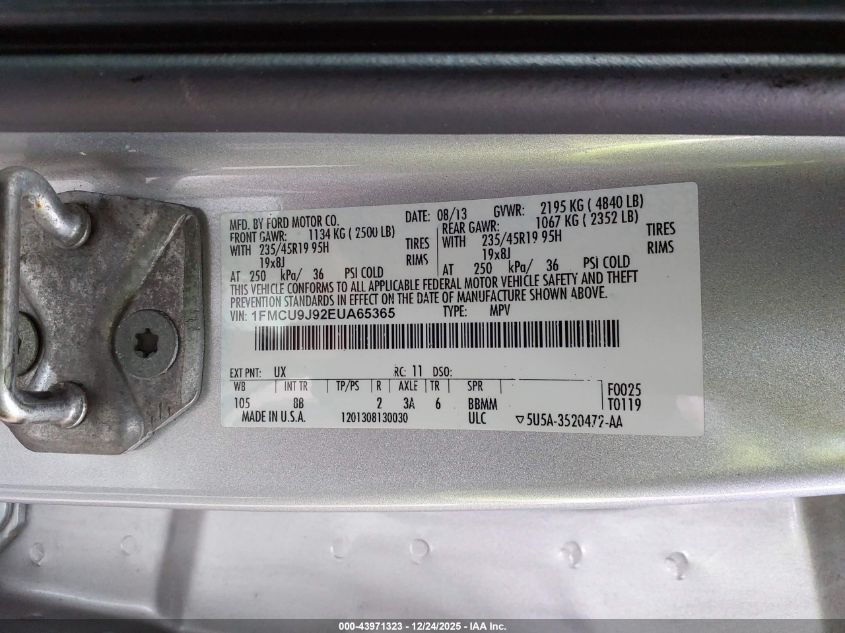 MFD. BY FORD MOTOR CO. DATE: 08/13 GVWR: 2195 KG ( 4840 LB)
FRONT GAWR: 1134 KG ( 2500 LB) REAR GAWR: 1067 KG ( 2352 LB)
WITH 235/45R19 95H TIRES WITH 235/45R19 95H TIRES
19x8J RIMS 19x8J RIMS
AT 250 kPa/ 36 PSI COLD AT 250 kPa/ 36 PSI COLD
THIS VEHICLE CONFORMS TO ALL APPLICABLE FEDERAL MOTOR VEHICLE SAFETY AND THEFT
PREVENTION STANDARDS IN EFFECT ON THE DATE OF MANUFACTURE SHOWN ABOVE.
VIN: 1FMCU9J92EUA65365 TYPE: MPV
EXT PNT: UX RC: 11 DSO:
WB INT TR TP/PS R AXLE TR SPR F0025
105 08 2 3A 6 BBMM T0119
MADE IN U.S.A. 1201308130030 ULC ▽5U5A-3520472-AA
000-43971323 - 12/24/2025 - IAA Inc.